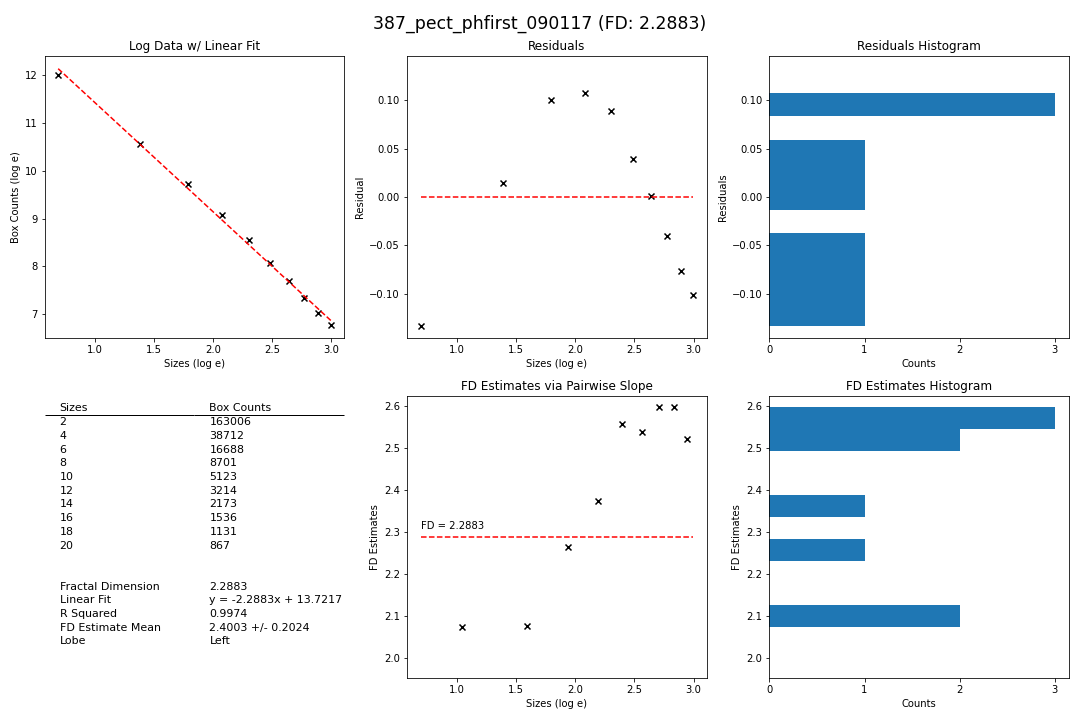 387_pect_phfirst_090117 (FD: 2.2883)
Log Data w/ Linear Fit
Box Counts (log e)
12
11
10
9
8
7
1.0 1.5 2.0 2.5 3.0
Sizes (log e)
Residuals
Residual
0.10
0.05
0.00
−0.05
−0.10
1.0 1.5 2.0 2.5 3.0
Sizes (log e)
Residuals Histogram
Residuals
0.10
0.05
0.00
−0.05
−0.10
0 1 2 3
Counts
Sizes Box Counts
2 163006
4 38712
6 16688
8 8701
10 5123
12 3214
14 2173
16 1536
18 1131
20 867
Fractal Dimension 2.2883
Linear Fit y = -2.2883x + 13.7217
R Squared 0.9974
FD Estimate Mean 2.4003 +/- 0.2024
Lobe Left
FD Estimates via Pairwise Slope
FD Estimates
2.6
2.5
2.4
2.3
2.2
2.1
2.0
FD = 2.2883
1.0 1.5 2.0 2.5 3.0
Sizes (log e)
FD Estimates Histogram
FD Estimates
2.6
2.5
2.4
2.3
2.2
2.1
2.0
0 1 2 3
Counts